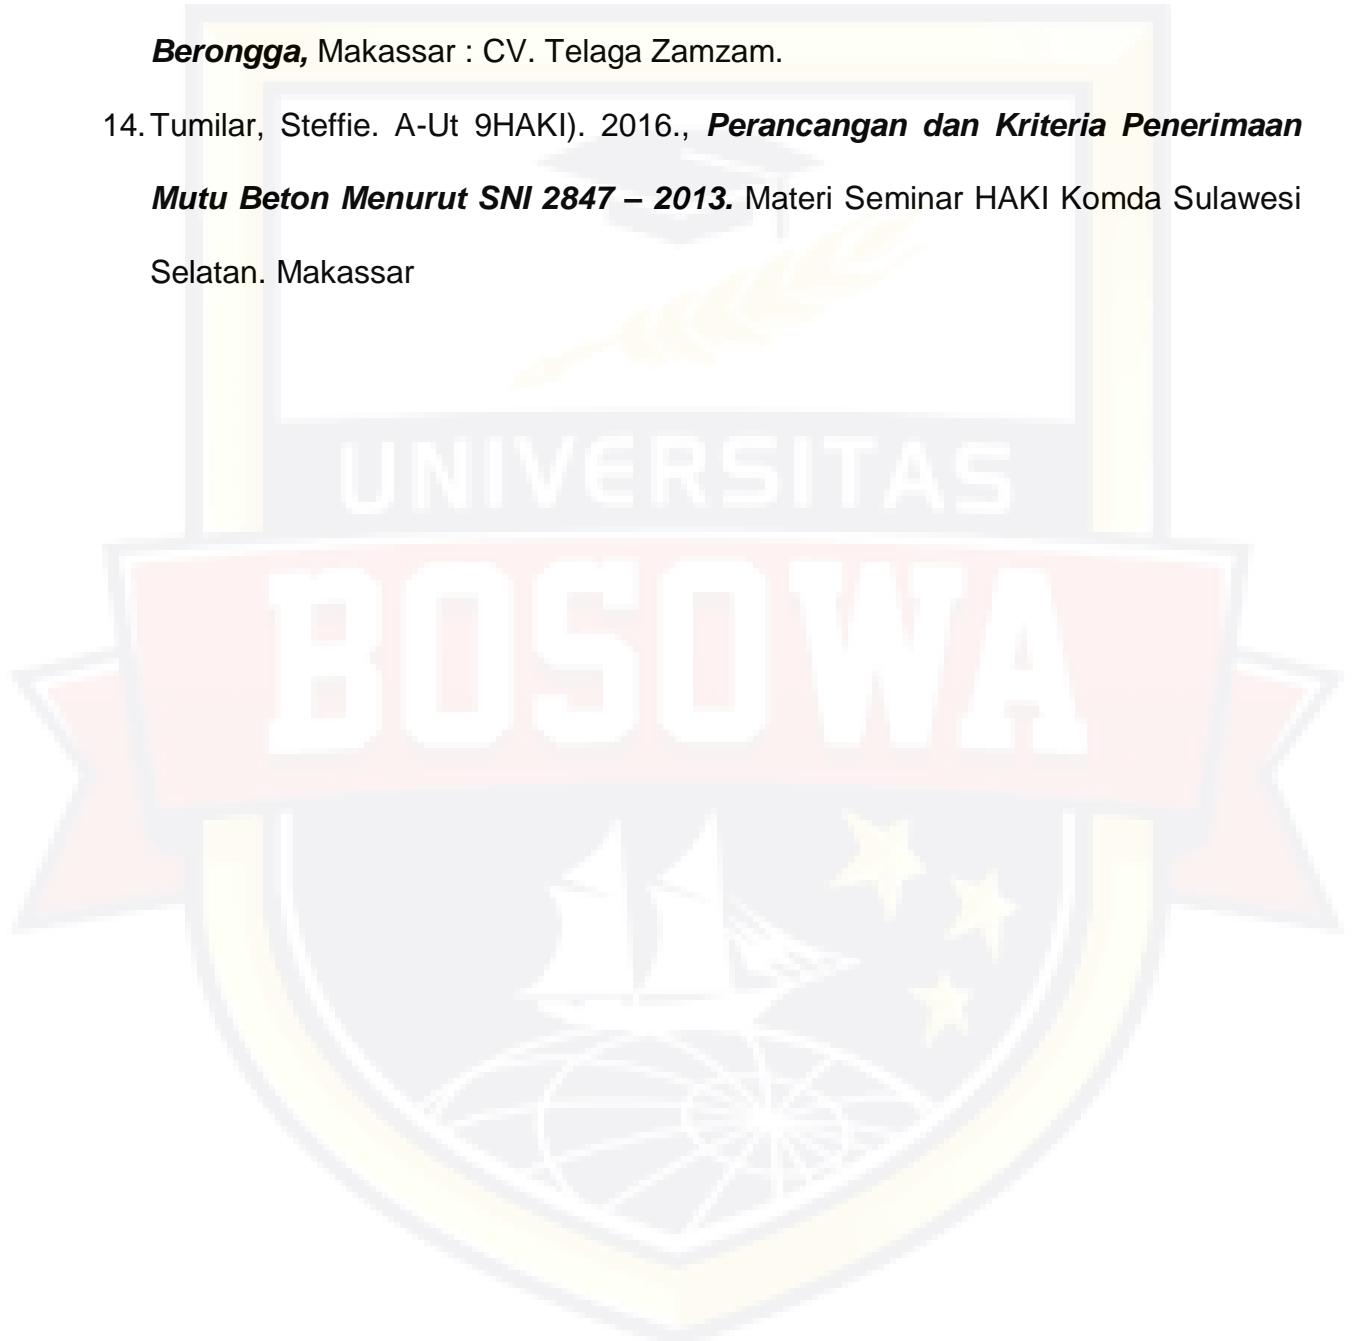 Berongga, Makassar : CV. Telaga Zamzam.
14. Tumilar, Steffie. A-Ut 9HAKI). 2016., Perancangan dan Kriteria Penerimaan
Mutu Beton Menurut SNI 2847 – 2013. Materi Seminar HAKI Komda Sulawesi
Selatan. Makassar
UNIVERSITAS
BOSOWA